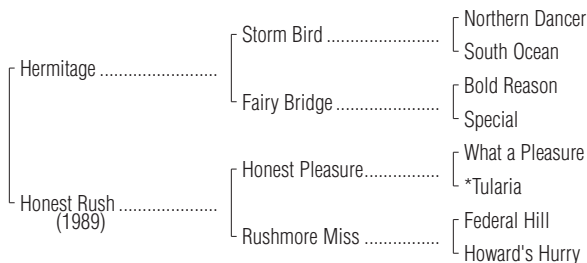 Northern Dancer
Storm Bird ........................
South Ocean
Hermitage .........................
Bold Reason
Fairy Bridge ......................
Special
What a Pleasure
Honest Pleasure................
*Tularia
Honest Rush .....................
(1989)
Federal Hill
Rushmore Miss ................
Howard's Hurry